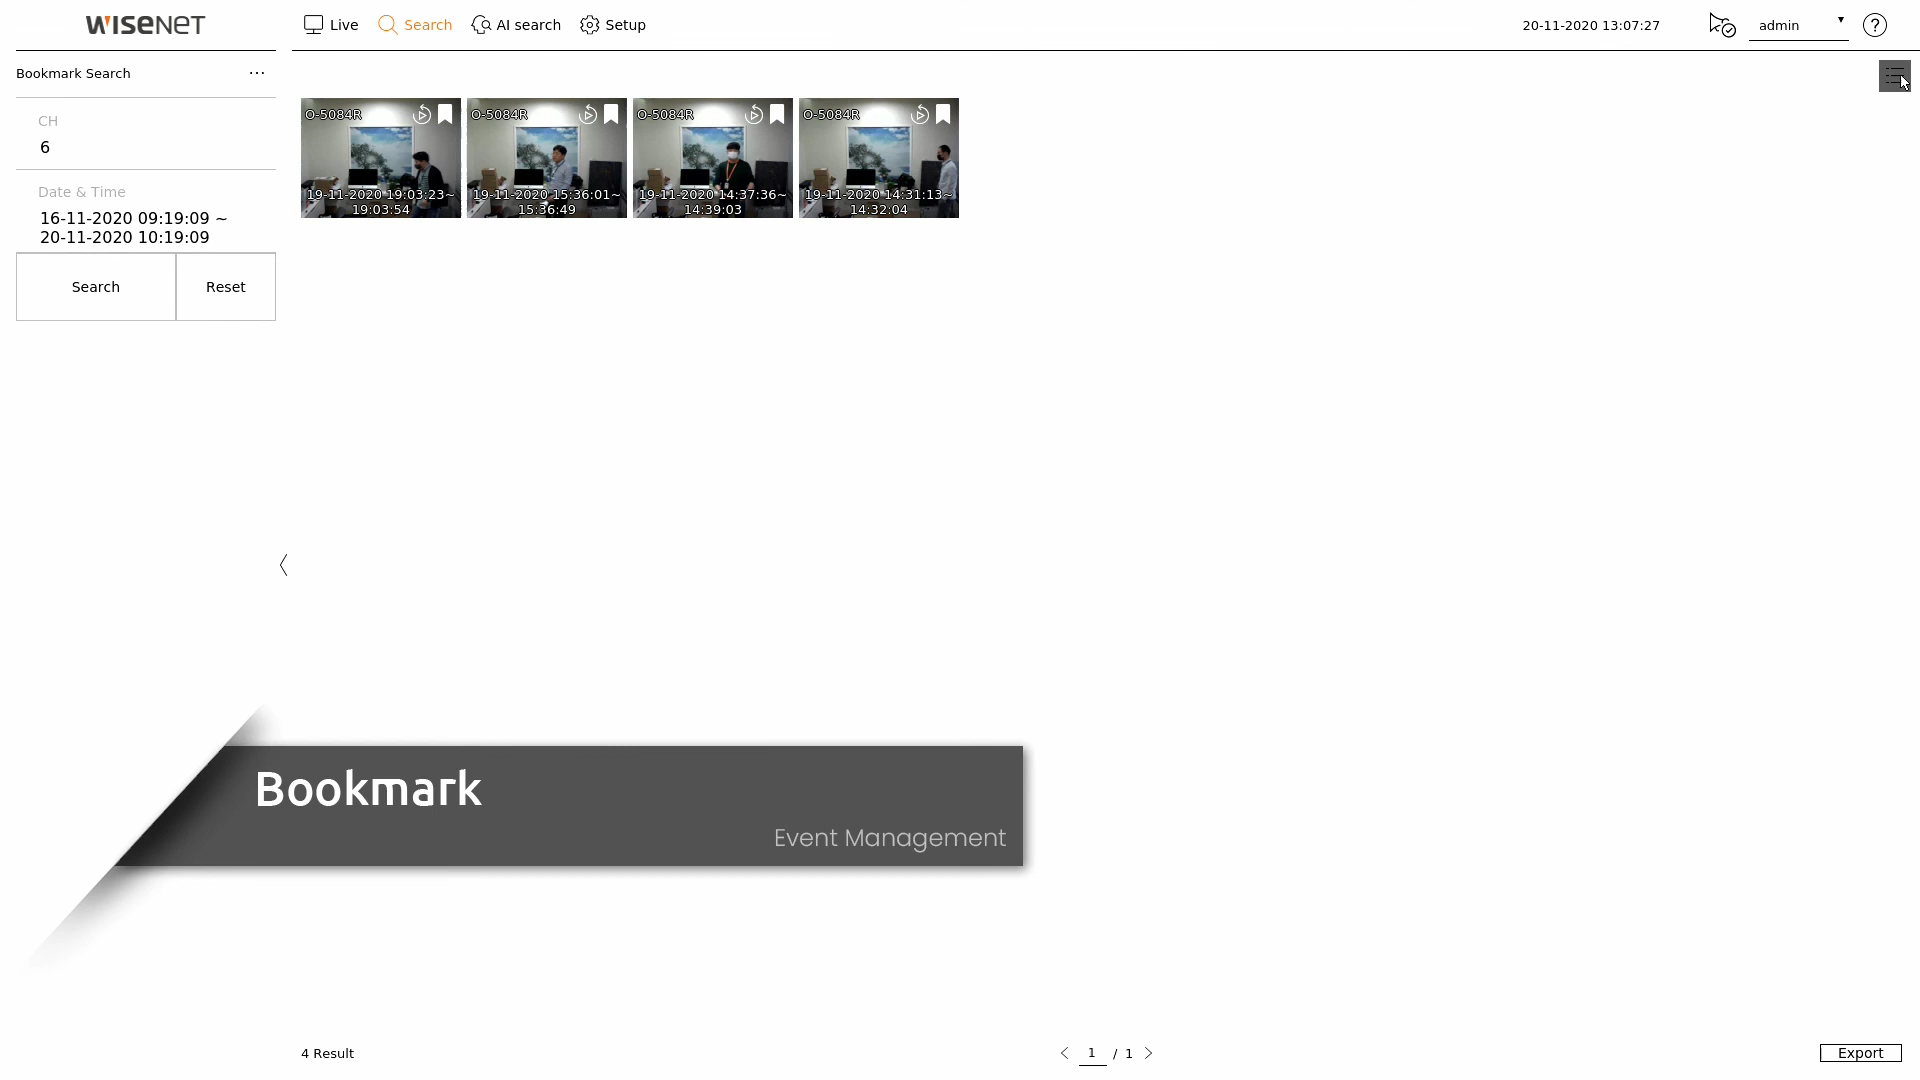 WISENET
Live
Search
AI search
Setup
20-11-2020 13:07:27
admin
?
Bookmark Search
...
CH
6
Date & Time
16-11-2020 09:19:09 ~
20-11-2020 10:19:09
Search
Reset
O-5084R
19-11-2020 19:03:23~
19:03:54
O-5084R
19-11-2020 15:36:01~
15:36:49
O-5084R
19-11-2020 14:37:36~
14:39:03
O-5084R
19-11-2020 14:31:13~
14:32:04
Bookmark
Event Management
4 Result
1 / 1
Export